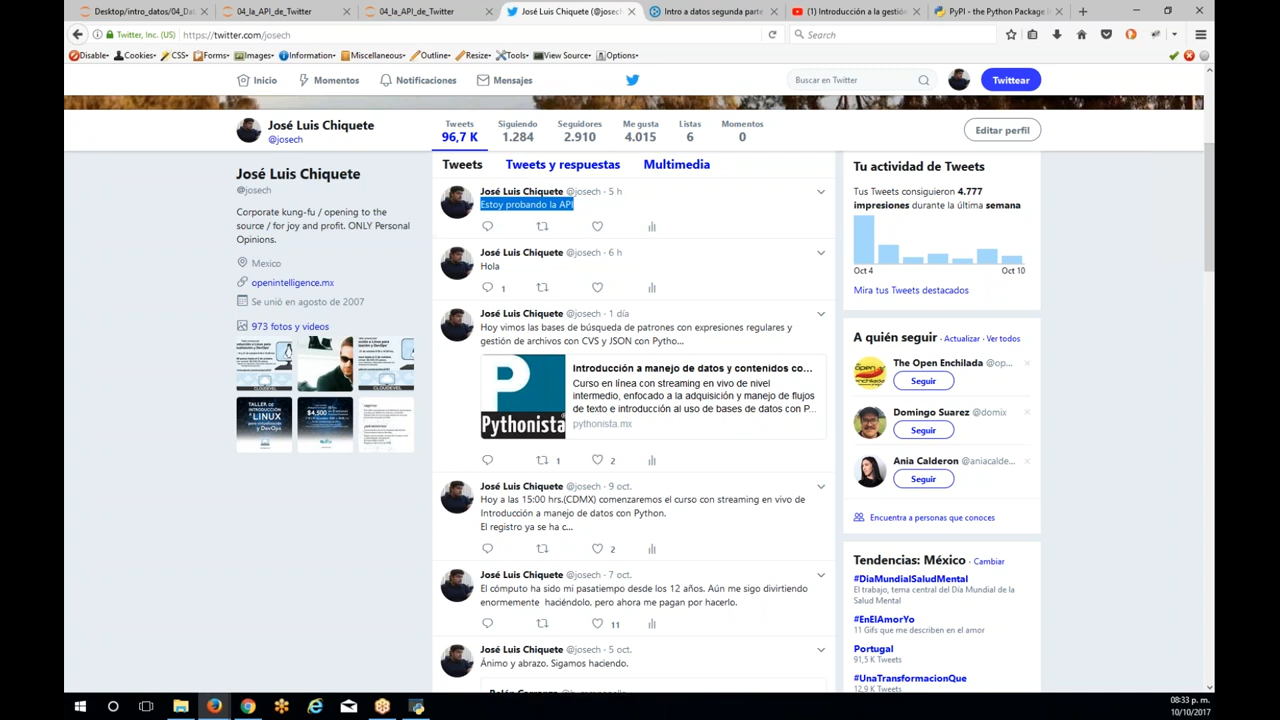 Desktop/intro_datos/04_Da
04_la_API_de_Twitter
04_la_API_de_Twitter
José Luis Chiquete (@josech
Intro a datos segunda parte
(1) Introducción a la gestión
PyPI - the Python Package I
Twitter, Inc. (US)
https://twitter.com/josech
Search
Disable
Cookies
CSS
Forms
Images
Information
Miscellaneous
Outline
Resize
Tools
View Source
Options
Inicio
Momentos
Notificaciones
Mensajes
Buscar en Twitter
Twittear
José Luis Chiquete
@josech
Tweets
96,7 K
Siguiendo
1.284
Seguidores
2.910
Me gusta
4.015
Listas
6
Momentos
0
Editar perfil
José Luis Chiquete
@josech
Corporate kung-fu / opening to the
source / for joy and profit. ONLY Personal
Opinions.
Mexico
openintelligence.mx
Se unió en agosto de 2007
973 fotos y videos
TALLER DE
INTRODUCCIÓN A
LINUX
$4,500
Tweets
Tweets y respuestas
Multimedia
José Luis Chiquete @josech · 5 h
Estoy probando la API
José Luis Chiquete @josech · 6 h
Hola
1
José Luis Chiquete @josech · 1 día
Hoy vimos las bases de búsqueda de patrones con expresiones regulares y
gestión de archivos con CVS y JSON con Pytho...
Pythonista
Introducción a manejo de datos y contenidos co...
Curso en línea con streaming en vivo de nivel
intermedio, enfocado a la adquisición y manejo de flujos
de texto e introducción al uso de bases de datos con P...
pythonista.mx
1
2
José Luis Chiquete @josech · 9 oct.
Hoy a las 15:00 hrs.(CDMX) comenzaremos el curso con streaming en vivo de
Introducción a manejo de datos con Python.
El registro ya se ha c...
2
José Luis Chiquete @josech · 7 oct.
El cómputo ha sido mi pasatiempo desde los 12 años. Aún me sigo divirtiendo
enormemente haciéndolo, pero ahora me pagan por hacerlo.
11
José Luis Chiquete @josech · 5 oct.
Ánimo y abrazo. Sigamos haciendo.
Tu actividad de Tweets
Tus Tweets consiguieron 4.777
impresiones durante la última semana
Oct 4
Oct 10
Mira tus Tweets destacados
A quién seguir · Actualizar · Ver todos
The Open Enchilada @op...
Seguir
Domingo Suarez @domix
Seguir
Ania Calderon @aniacalde...
Seguir
Encuentra a personas que conoces
Tendencias: México · Cambiar
#DiaMundialSaludMental
El trabajo, tema central del Día Mundial de la
Salud Mental
#EnElAmorYo
11 Gifs que me describen en el amor
Portugal
91,5 K Tweets
#UnaTransformacionQue
12,9 K Tweets
08:33 p. m.
10/10/2017